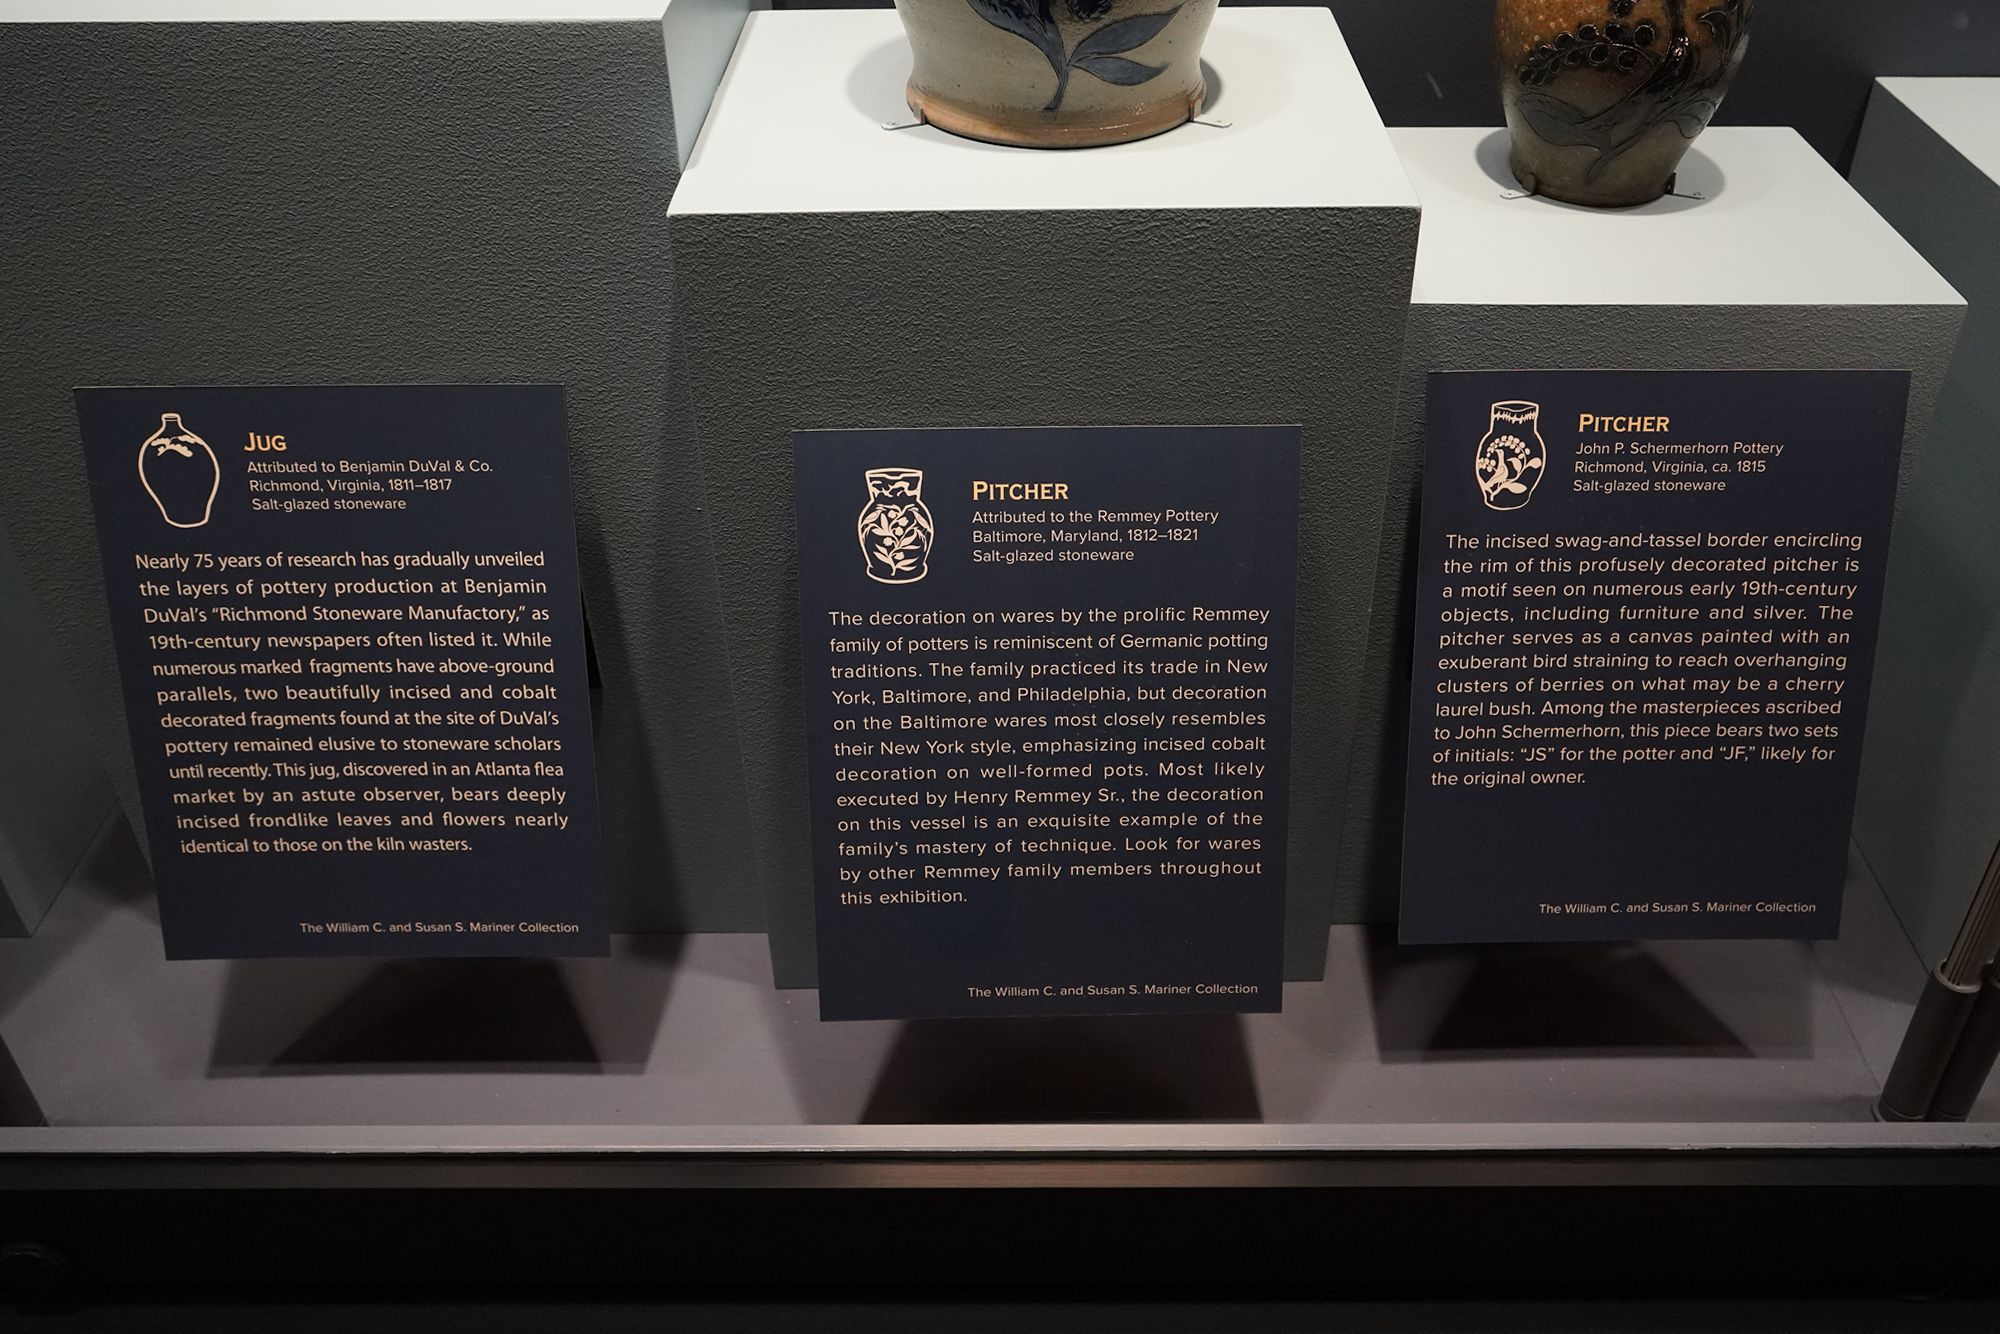 JUG
Attributed to Benjamin DuVal & Co.
Richmond, Virginia, 1811–1817
Salt-glazed stoneware
Nearly 75 years of research has gradually unveiled
the layers of pottery production at Benjamin
DuVal's “Richmond Stoneware Manufactory,” as
19th-century newspapers often listed it. While
numerous marked fragments have above-ground
parallels, two beautifully incised and cobalt
decorated fragments found at the site of DuVal's
pottery remained elusive to stoneware scholars
until recently. This jug, discovered in an Atlanta flea
market by an astute observer, bears deeply
incised frondlike leaves and flowers nearly
identical to those on the kiln wasters.
The William C. and Susan S. Mariner Collection
PITCHER
Attributed to the Remmey Pottery
Baltimore, Maryland, 1812–1821
Salt-glazed stoneware
The decoration on wares by the prolific Remmey
family of potters is reminiscent of Germanic potting
traditions. The family practiced its trade in New
York, Baltimore, and Philadelphia, but decoration
on the Baltimore wares most closely resembles
their New York style, emphasizing incised cobalt
decoration on well-formed pots. Most likely
executed by Henry Remmey Sr., the decoration
on this vessel is an exquisite example of the
family's mastery of technique. Look for wares
by other Remmey family members throughout
this exhibition.
The William C. and Susan S. Mariner Collection
PITCHER
John P. Schermerhorn Pottery
Richmond, Virginia, ca. 1815
Salt-glazed stoneware
The incised swag-and-tassel border encircling
the rim of this profusely decorated pitcher is
a motif seen on numerous early 19th-century
objects, including furniture and silver. The
pitcher serves as a canvas painted with an
exuberant bird straining to reach overhanging
clusters of berries on what may be a cherry
laurel bush. Among the masterpieces ascribed
to John Schermerhorn, this piece bears two sets
of initials: “JS” for the potter and “JF,” likely for
the original owner.
The William C. and Susan S. Mariner Collection